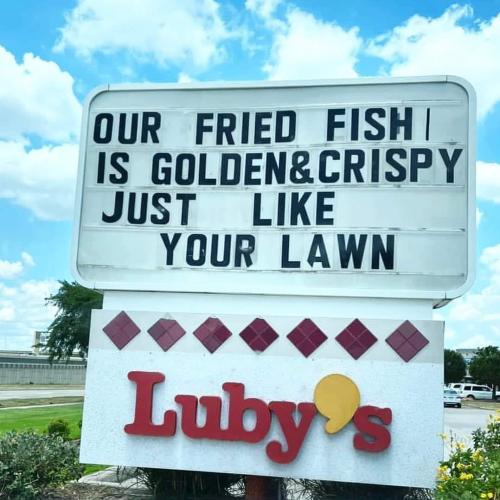 OUR FRIED FISH
IS GOLDEN&CRISPY
JUST LIKE
YOUR LAWN
Luby's